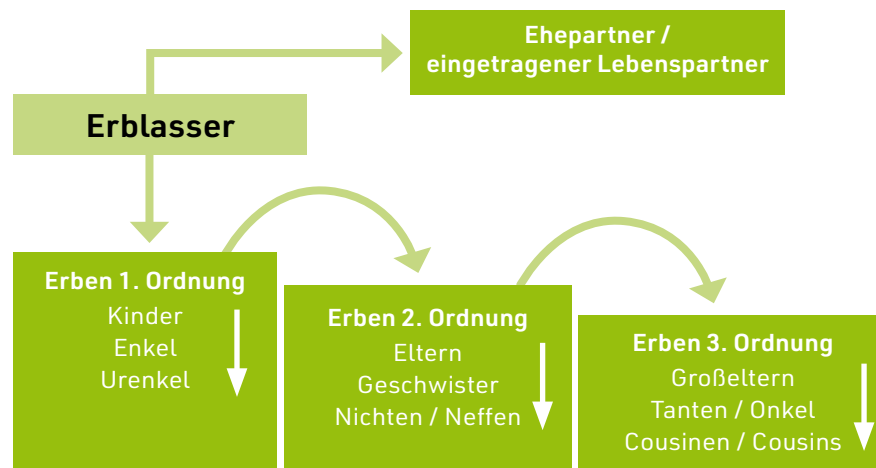 Ehepartner /
eingetragener Lebenspartner
Erblasser
Erben 1. Ordnung
Kinder
Enkel
Urenkel
Erben 2. Ordnung
Eltern
Geschwister
Nichten / Neffen
Erben 3. Ordnung
Großeltern
Tanten / Onkel
Cousinen / Cousins